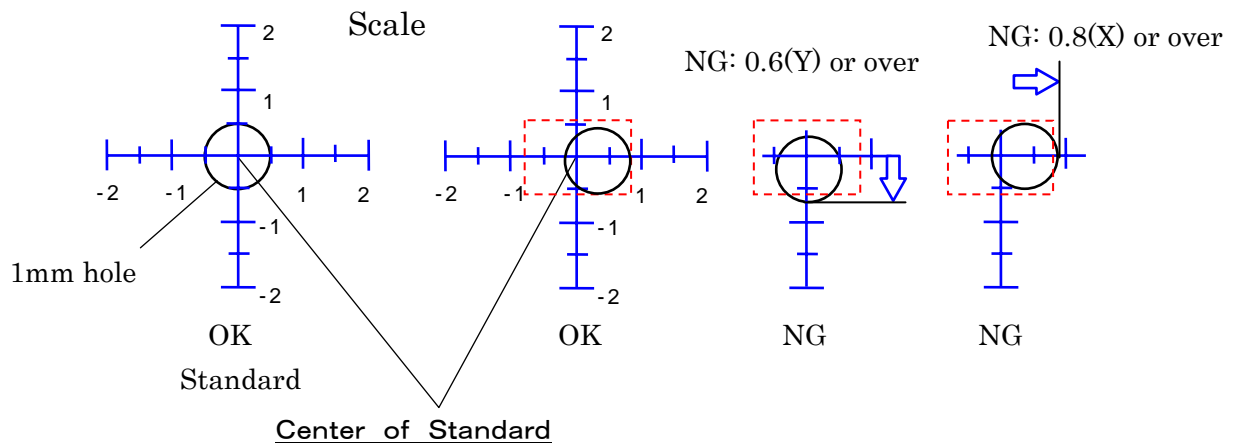 Scale
NG: 0.6(Y) or over
NG: 0.8(X) or over
2
1
-2 -1 1 2
-1
-2
2
1
-2 -1 1 2
-1
-2
1mm hole
OK
OK
NG
NG
Standard
Center of Standard